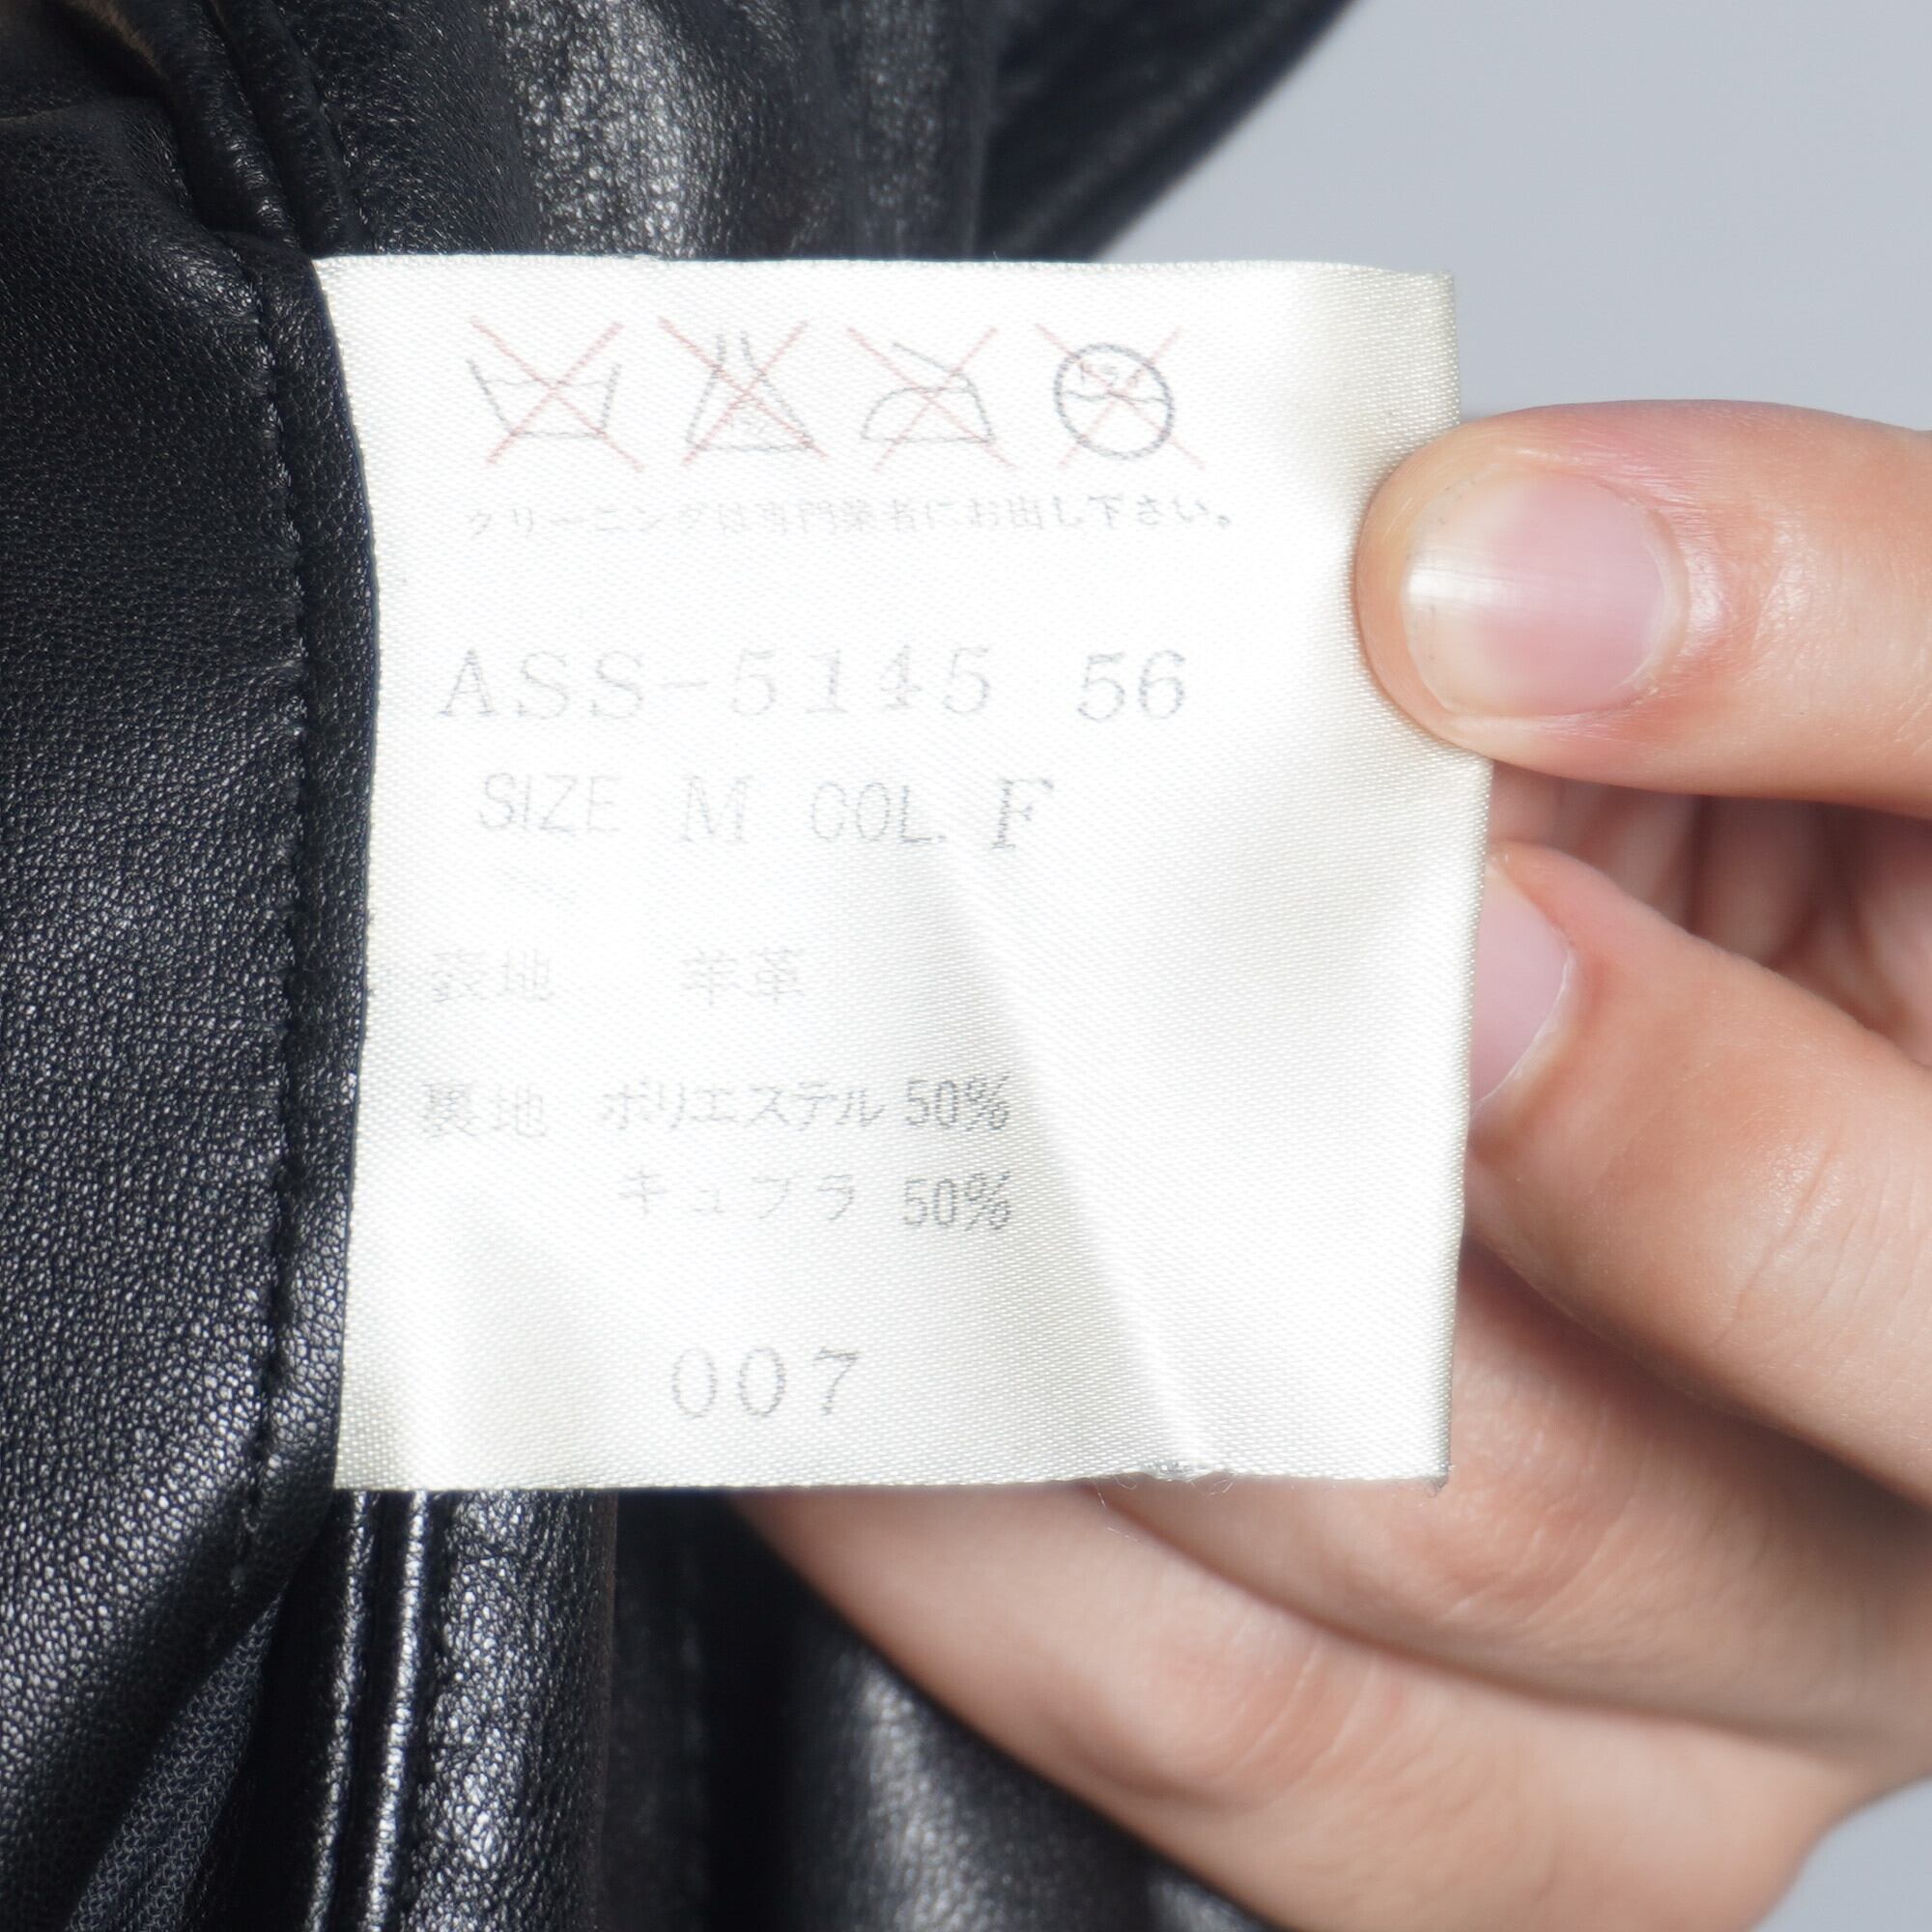 クリーニングは専門業者にお出し下さい。
ASS-5145 56
SIZE M COL. F
表地 羊革
裏地 ポリエステル 50%
キュプラ 50%
007